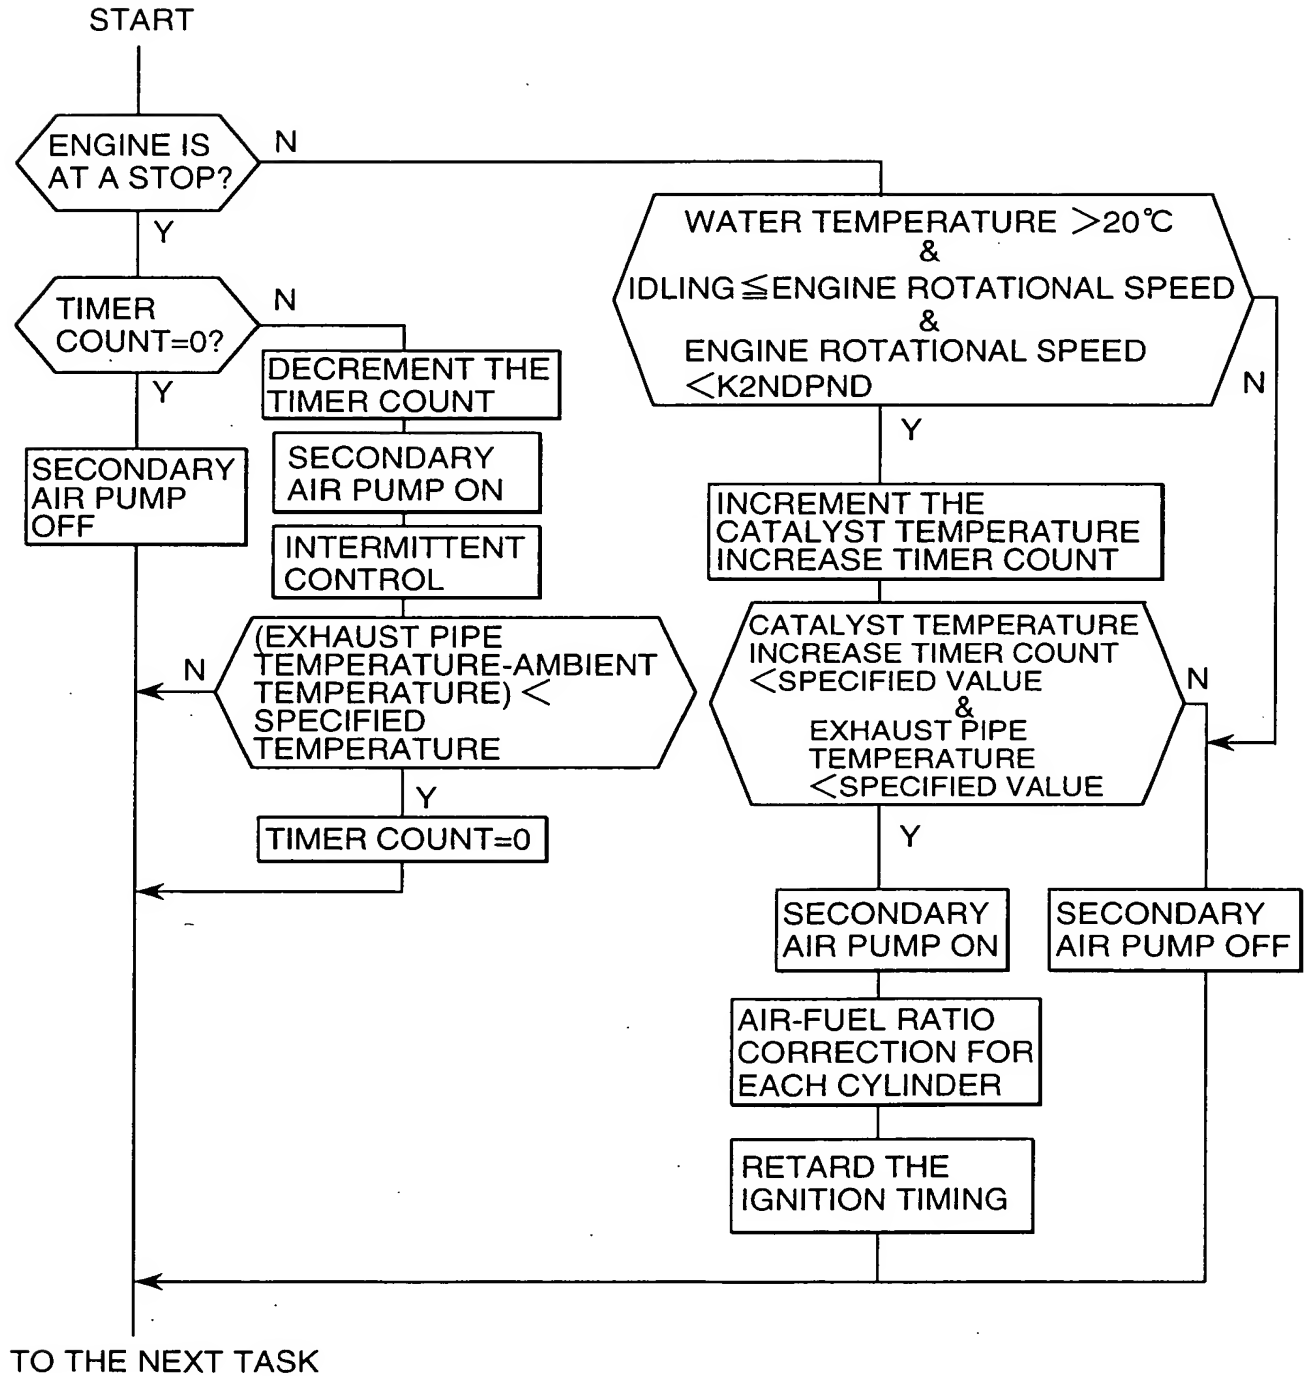 START
ENGINE IS
AT A STOP?
N
Y
TIMER
COUNT=0?
N
Y
SECONDARY
AIR PUMP
OFF
DECREMENT THE
TIMER COUNT
SECONDARY
AIR PUMP ON
INTERMITTENT
CONTROL
(EXHAUST PIPE
TEMPERATURE-AMBIENT
TEMPERATURE) <
SPECIFIED
TEMPERATURE
N
Y
TIMER COUNT=0
WATER TEMPERATURE >20℃
&
IDLING ≦ ENGINE ROTATIONAL SPEED
&
ENGINE ROTATIONAL SPEED
<K2NDPND
N
Y
INCREMENT THE
CATALYST TEMPERATURE
INCREASE TIMER COUNT
CATALYST TEMPERATURE
INCREASE TIMER COUNT
<SPECIFIED VALUE
&
EXHAUST PIPE
TEMPERATURE
<SPECIFIED VALUE
N
Y
SECONDARY
AIR PUMP ON
SECONDARY
AIR PUMP OFF
AIR-FUEL RATIO
CORRECTION FOR
EACH CYLINDER
RETARD THE
IGNITION TIMING
TO THE NEXT TASK